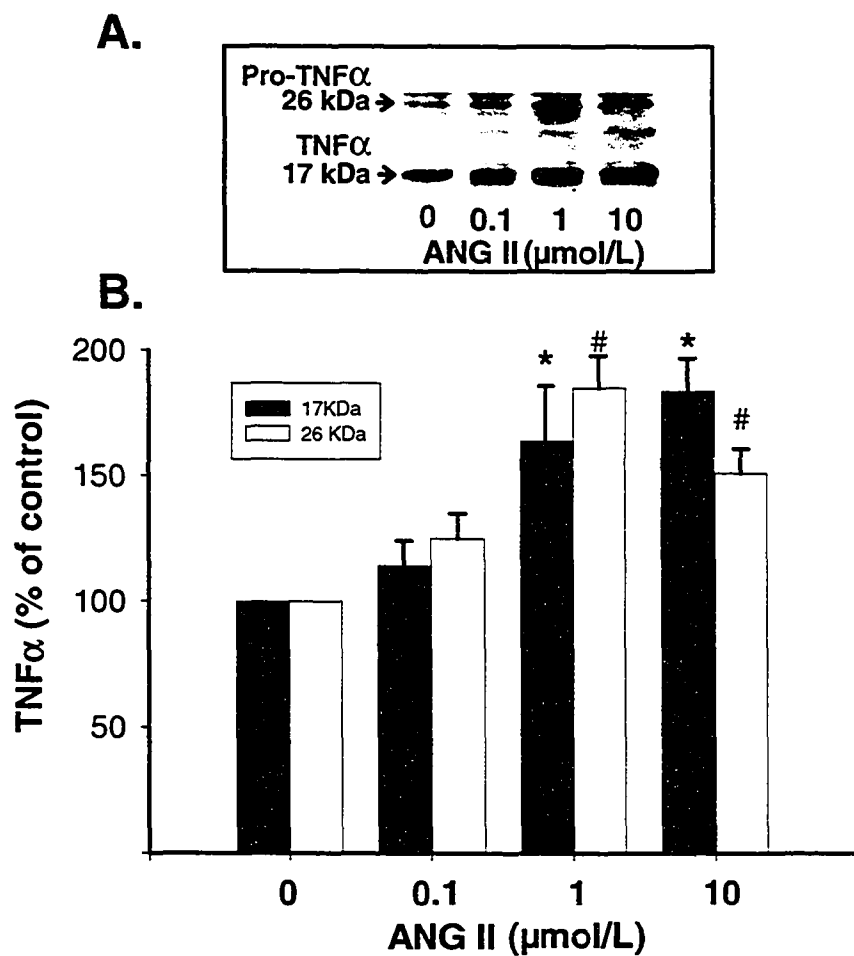 A.
Pro-TNFα
26 kDa→
TNFα
17 kDa→
0 0.1 1 10
ANG II (μmol/L)
B.
TNFα (% of control)
200
150
100
50
17KDa
26 KDa
* # * #
0 0.1 1 10
ANG II (μmol/L)